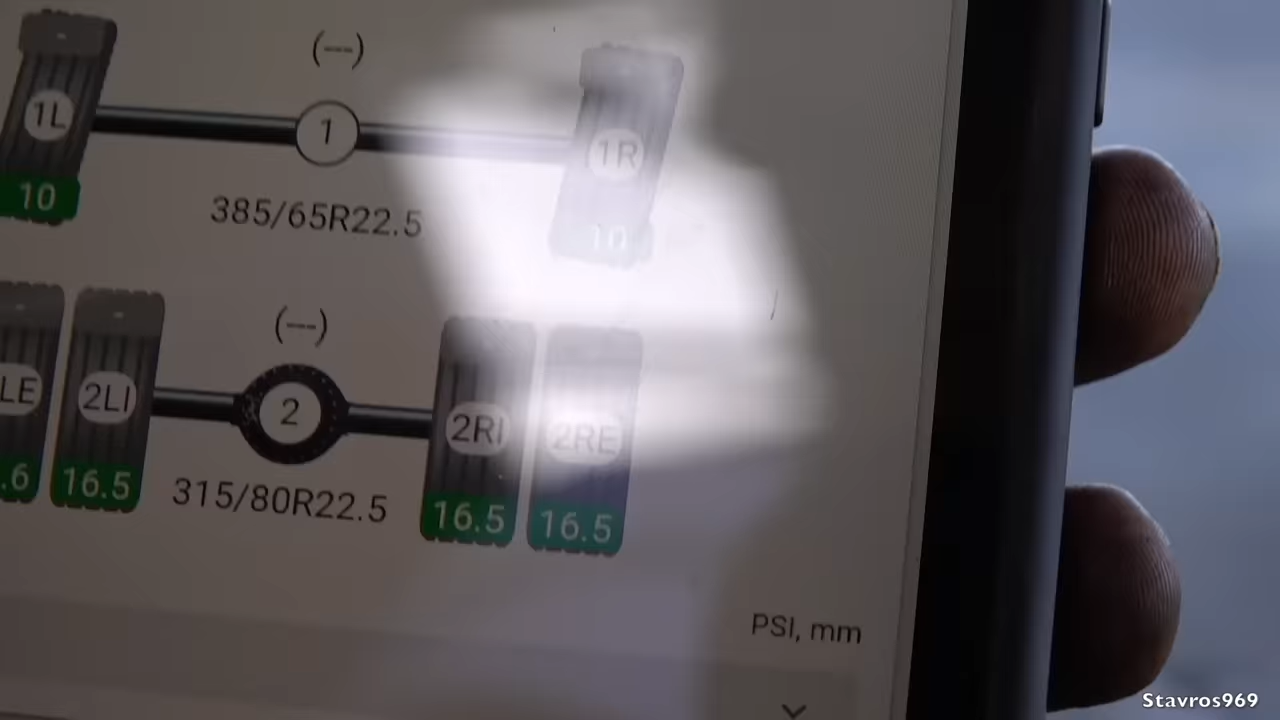 (---)
1L 1 1R
10 10
385/65R22.5
(---)
LE 2LI 2 2RI 2RE
.6 16.5 16.5 16.5
315/80R22.5
PSI, mm
Stavros969